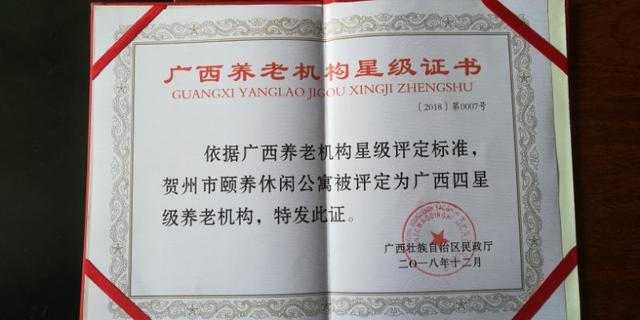 广西养老机构星级证书
GUANGXI YANGLAO JIGOU XINGJI ZHENGSHU
〔2018〕第0007号
依据广西养老机构星级评定标准，
贺州市颐养休闲公寓被评定为广西四星
级养老机构，特发此证。
广西壮族自治区民政厅
二〇一八年十二月